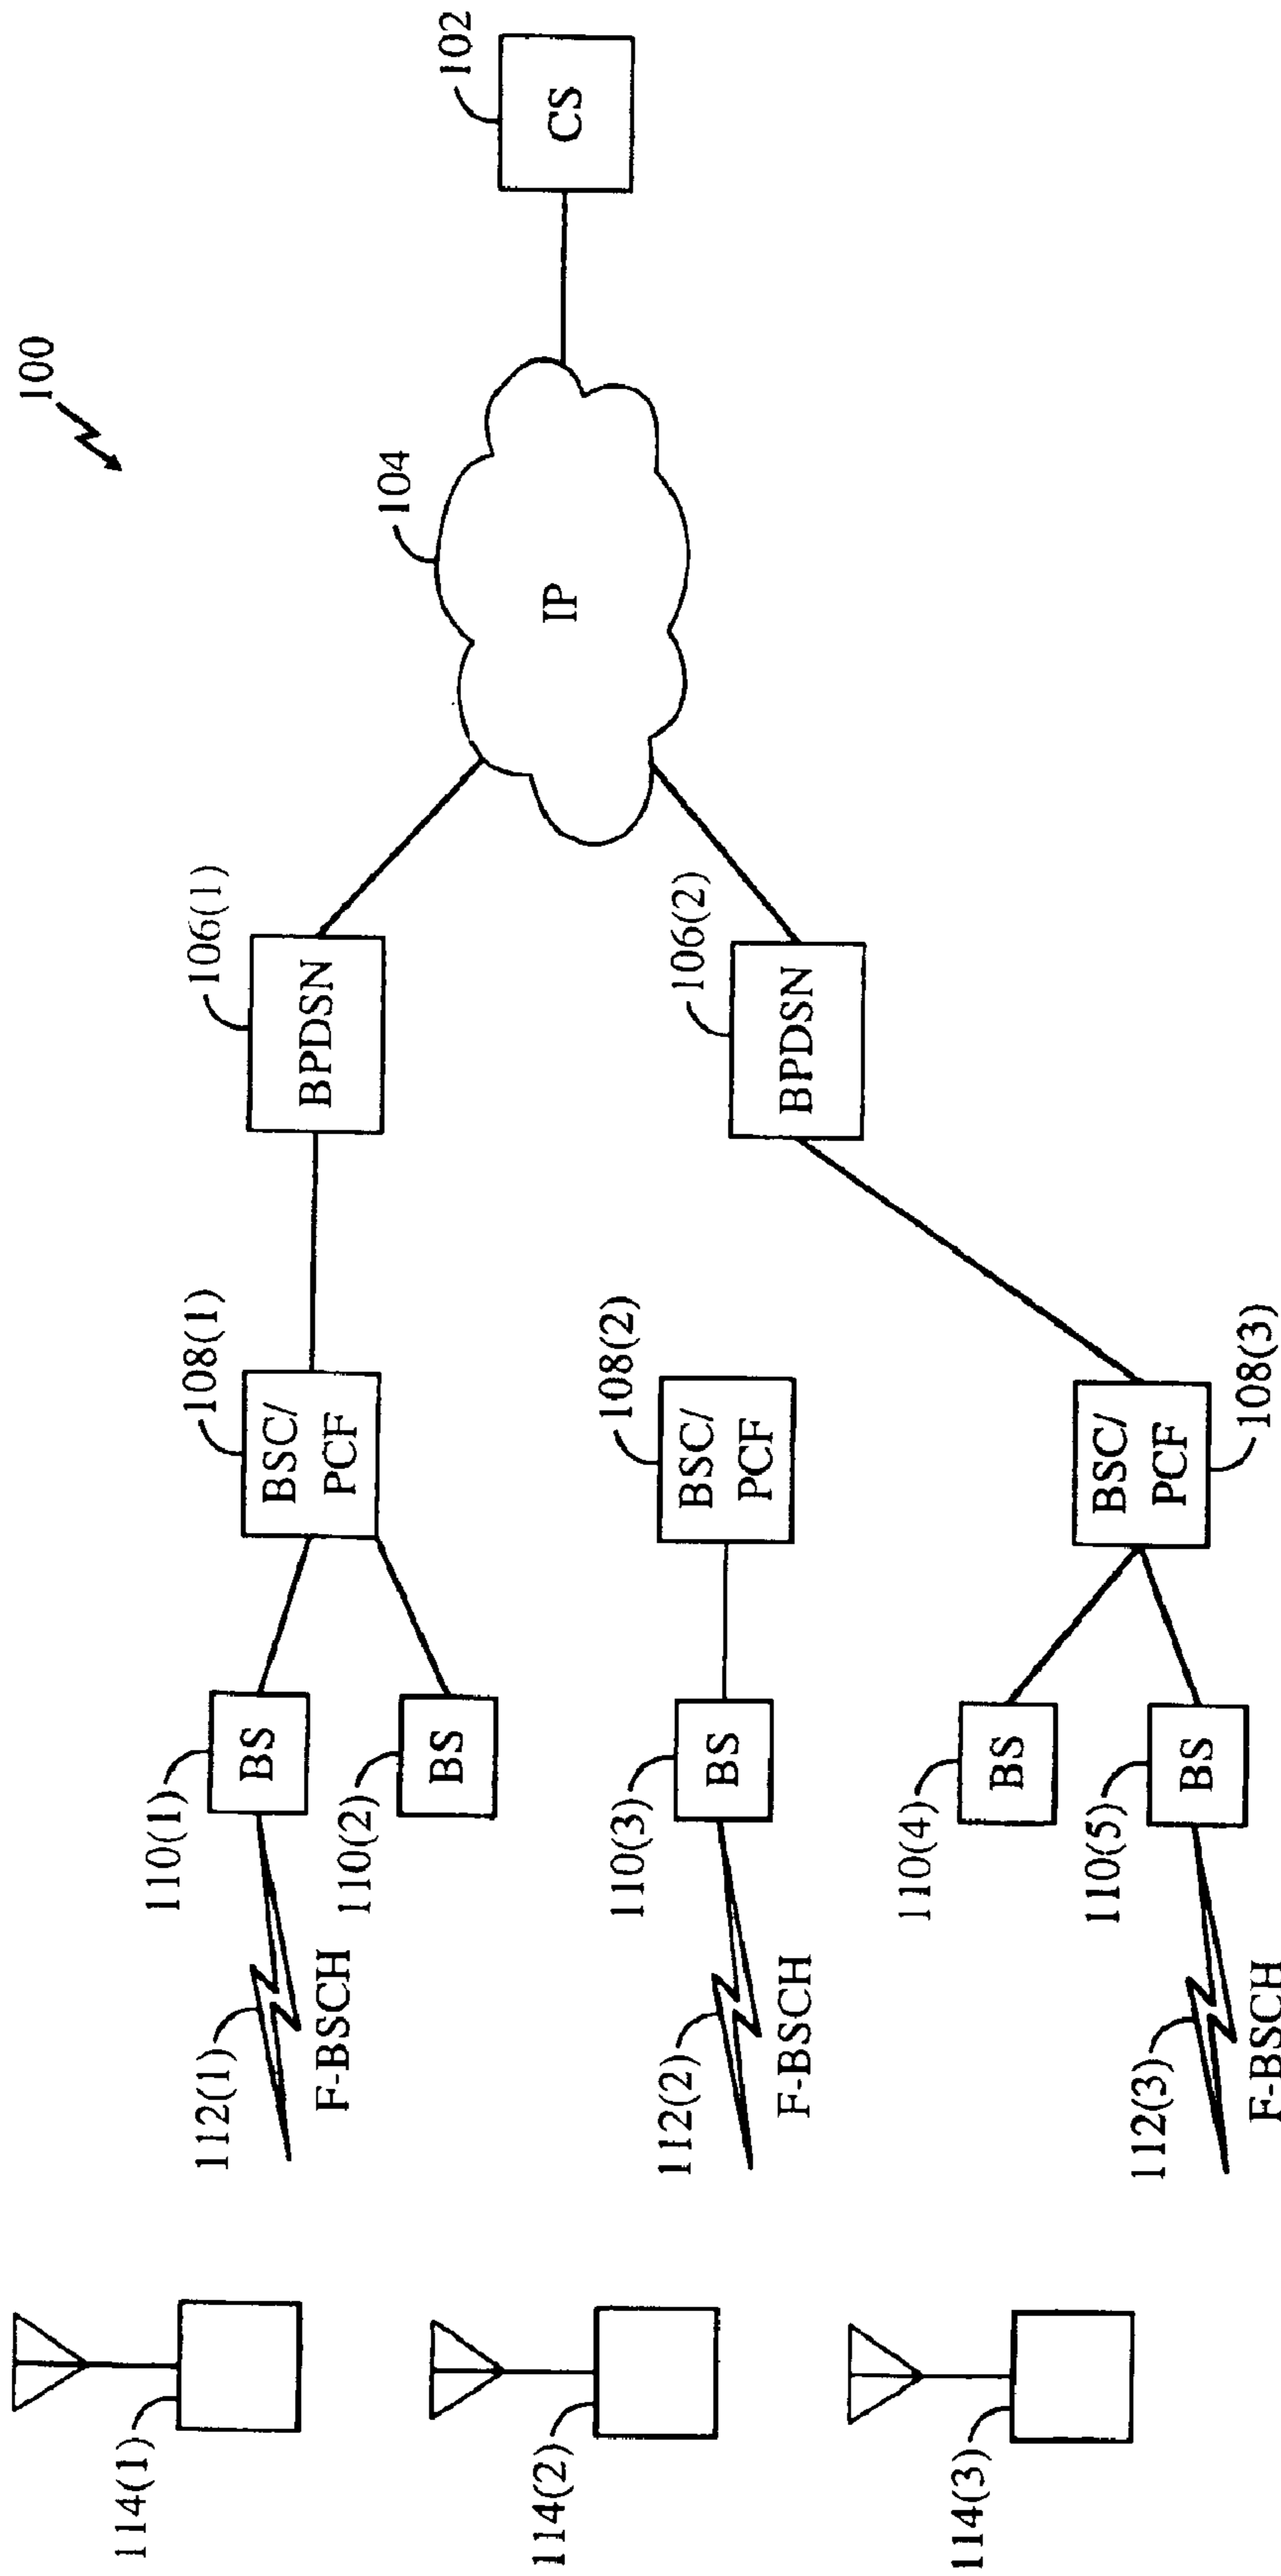 100
102
CS
104
IP
106(1)
BPDSN
106(2)
BPDSN
108(1)
BSC/
PCF
108(2)
BSC/
PCF
BSC/
PCF
108(3)
110(1)
BS
110(2)
BS
110(3)
BS
110(4)
BS
110(5)
BS
112(1)
F-BSCH
112(2)
F-BSCH
112(3)
F-BSCH
114(1)
114(2)
114(3)